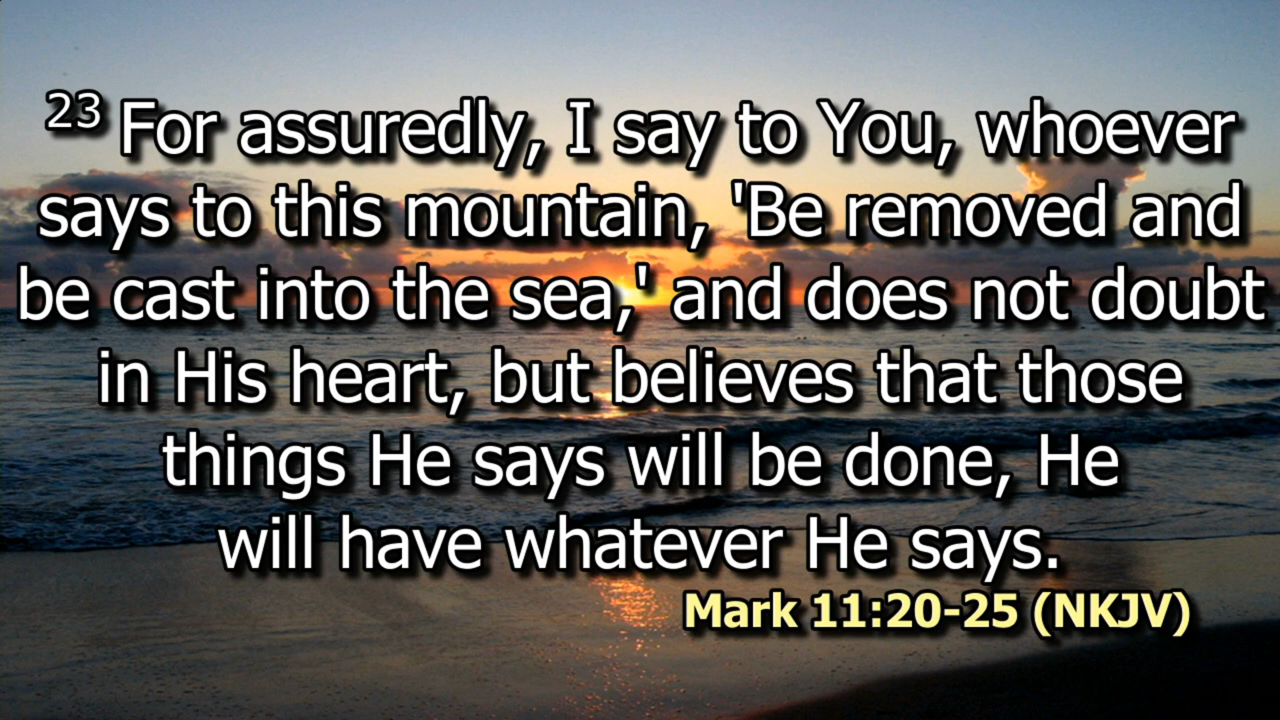 23 For assuredly, I say to You, whoever
says to this mountain, 'Be removed and
be cast into the sea,' and does not doubt
in His heart, but believes that those
things He says will be done, He
will have whatever He says.
Mark 11:20-25 (NKJV)